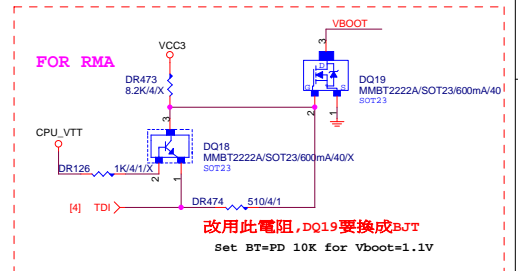 VBOOT
FOR RMA
VCC3
3
D
DR473
8.2K/4/X
G
S
DQ19
MMBT2222A/SOT23/600mA/40
SOT23
2
1
CPU_VTT
3
DQ18
MMBT2222A/SOT23/600mA/40/X
SOT23
DR126
1K/4/1/X
2
1
[4]
TDI
DR474
510/4/1
改用此電阻,DQ19要換成BJT
Set BT=PD 10K for Vboot=1.1V